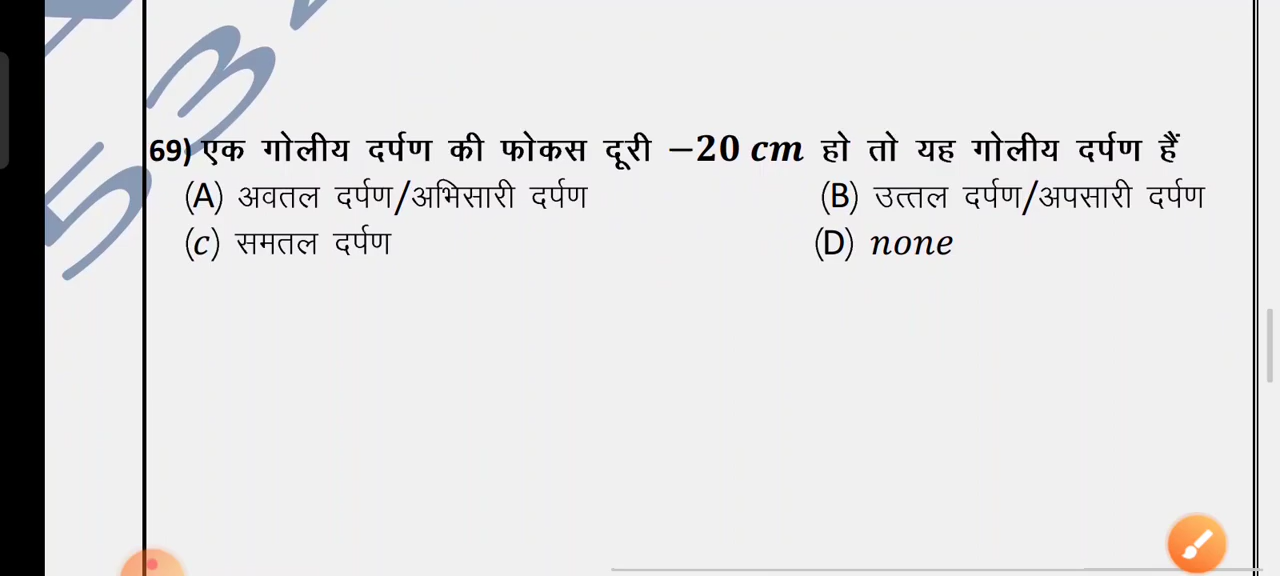 53
69) एक गोलीय दर्पण की फोकस दूरी −20 cm हो तो यह गोलीय दर्पण हैं
(A) अवतल दर्पण/अभिसारी दर्पण (B) उत्तल दर्पण/अपसारी दर्पण
(c) समतल दर्पण (D) none